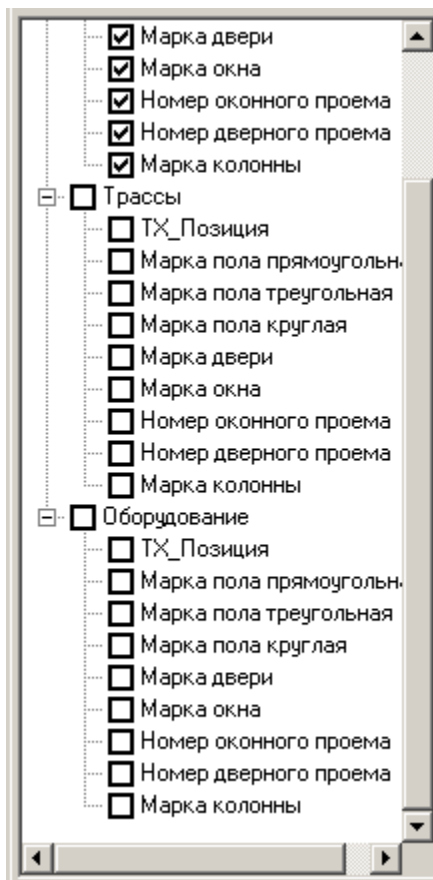 Марка двери
Марка окна
Номер оконного проема
Номер дверного проема
Марка колонны
Трассы
ТХ_Позиция
Марка пола прямоугольн
Марка пола треугольная
Марка пола круглая
Марка двери
Марка окна
Номер оконного проема
Номер дверного проема
Марка колонны
Оборудование
ТХ_Позиция
Марка пола прямоугольн
Марка пола треугольная
Марка пола круглая
Марка двери
Марка окна
Номер оконного проема
Номер дверного проема
Марка колонны